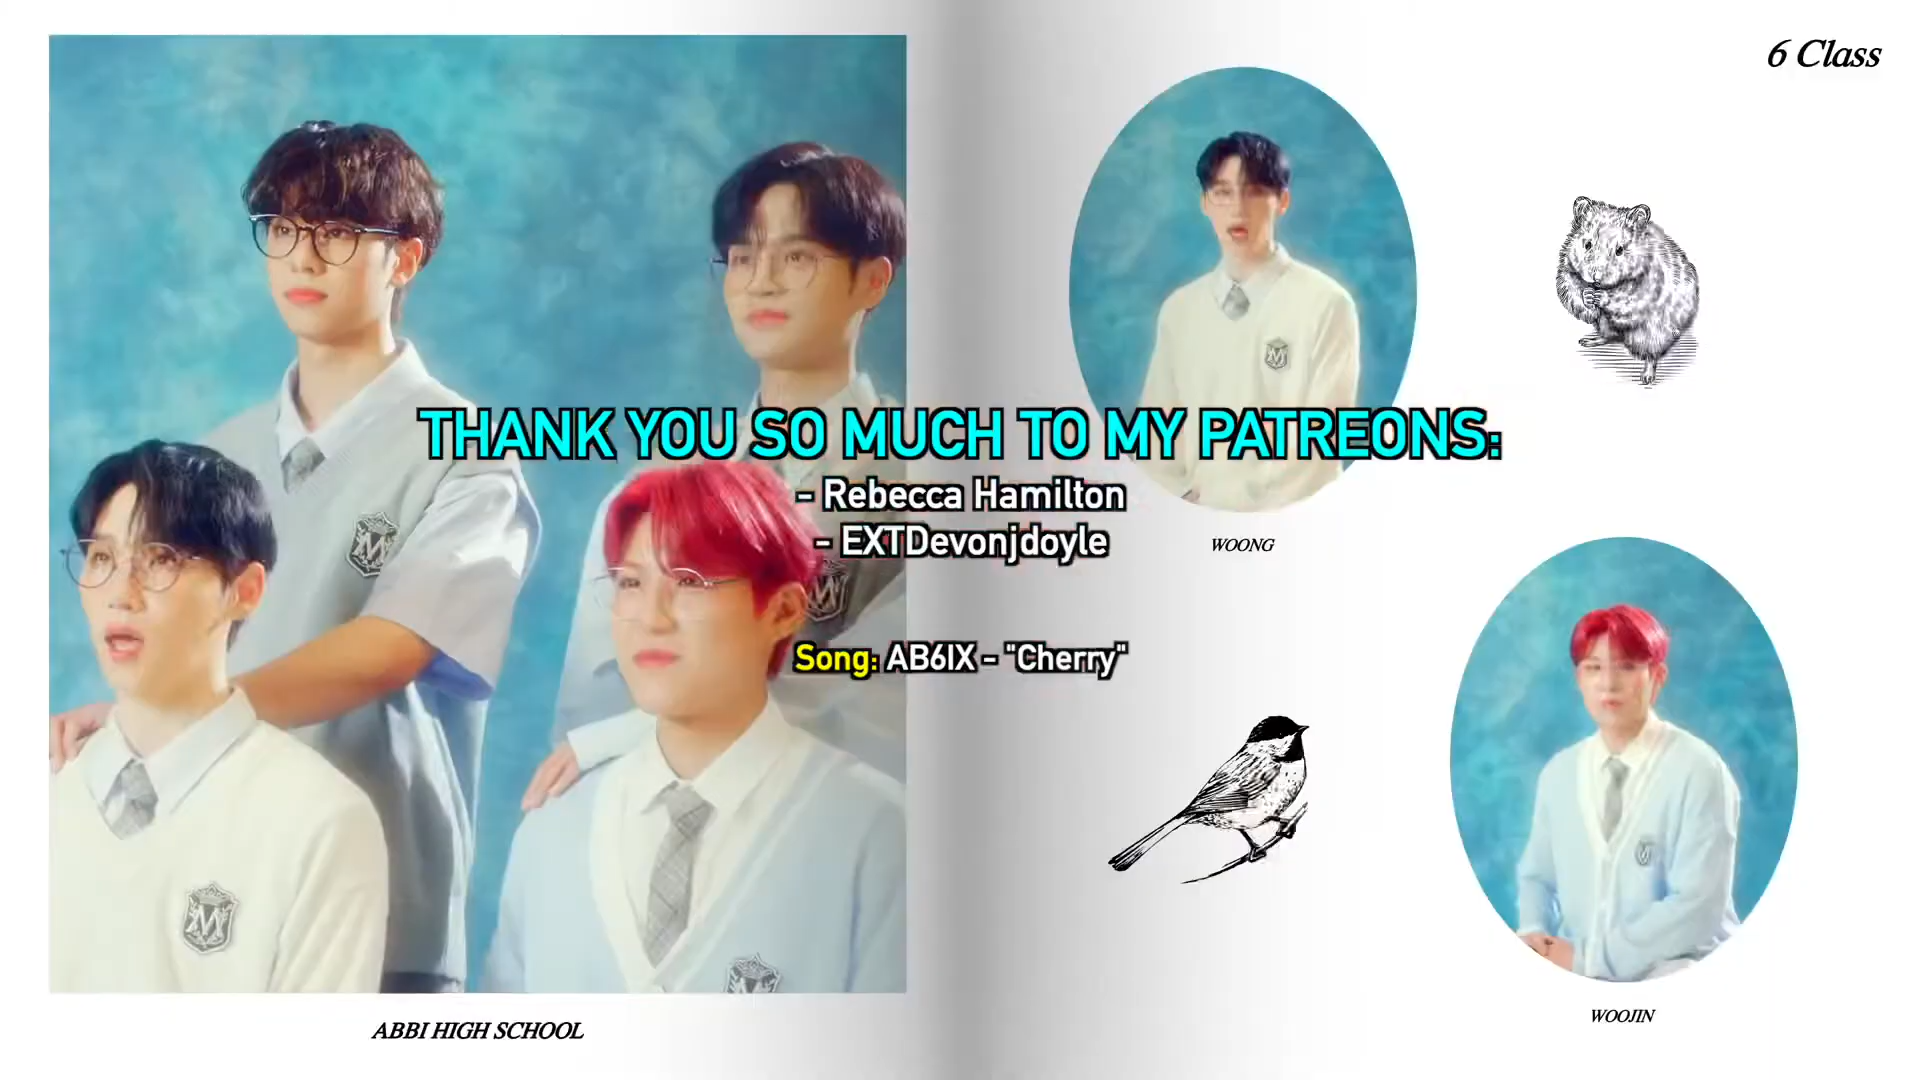 6 Class
THANK YOU SO MUCH TO MY PATREONS:
- Rebecca Hamilton
- EXTDevonjdoyle
WOONG
Song: AB6IX - "Cherry"
M
M
M
M
WOOJIN
ABBI HIGH SCHOOL